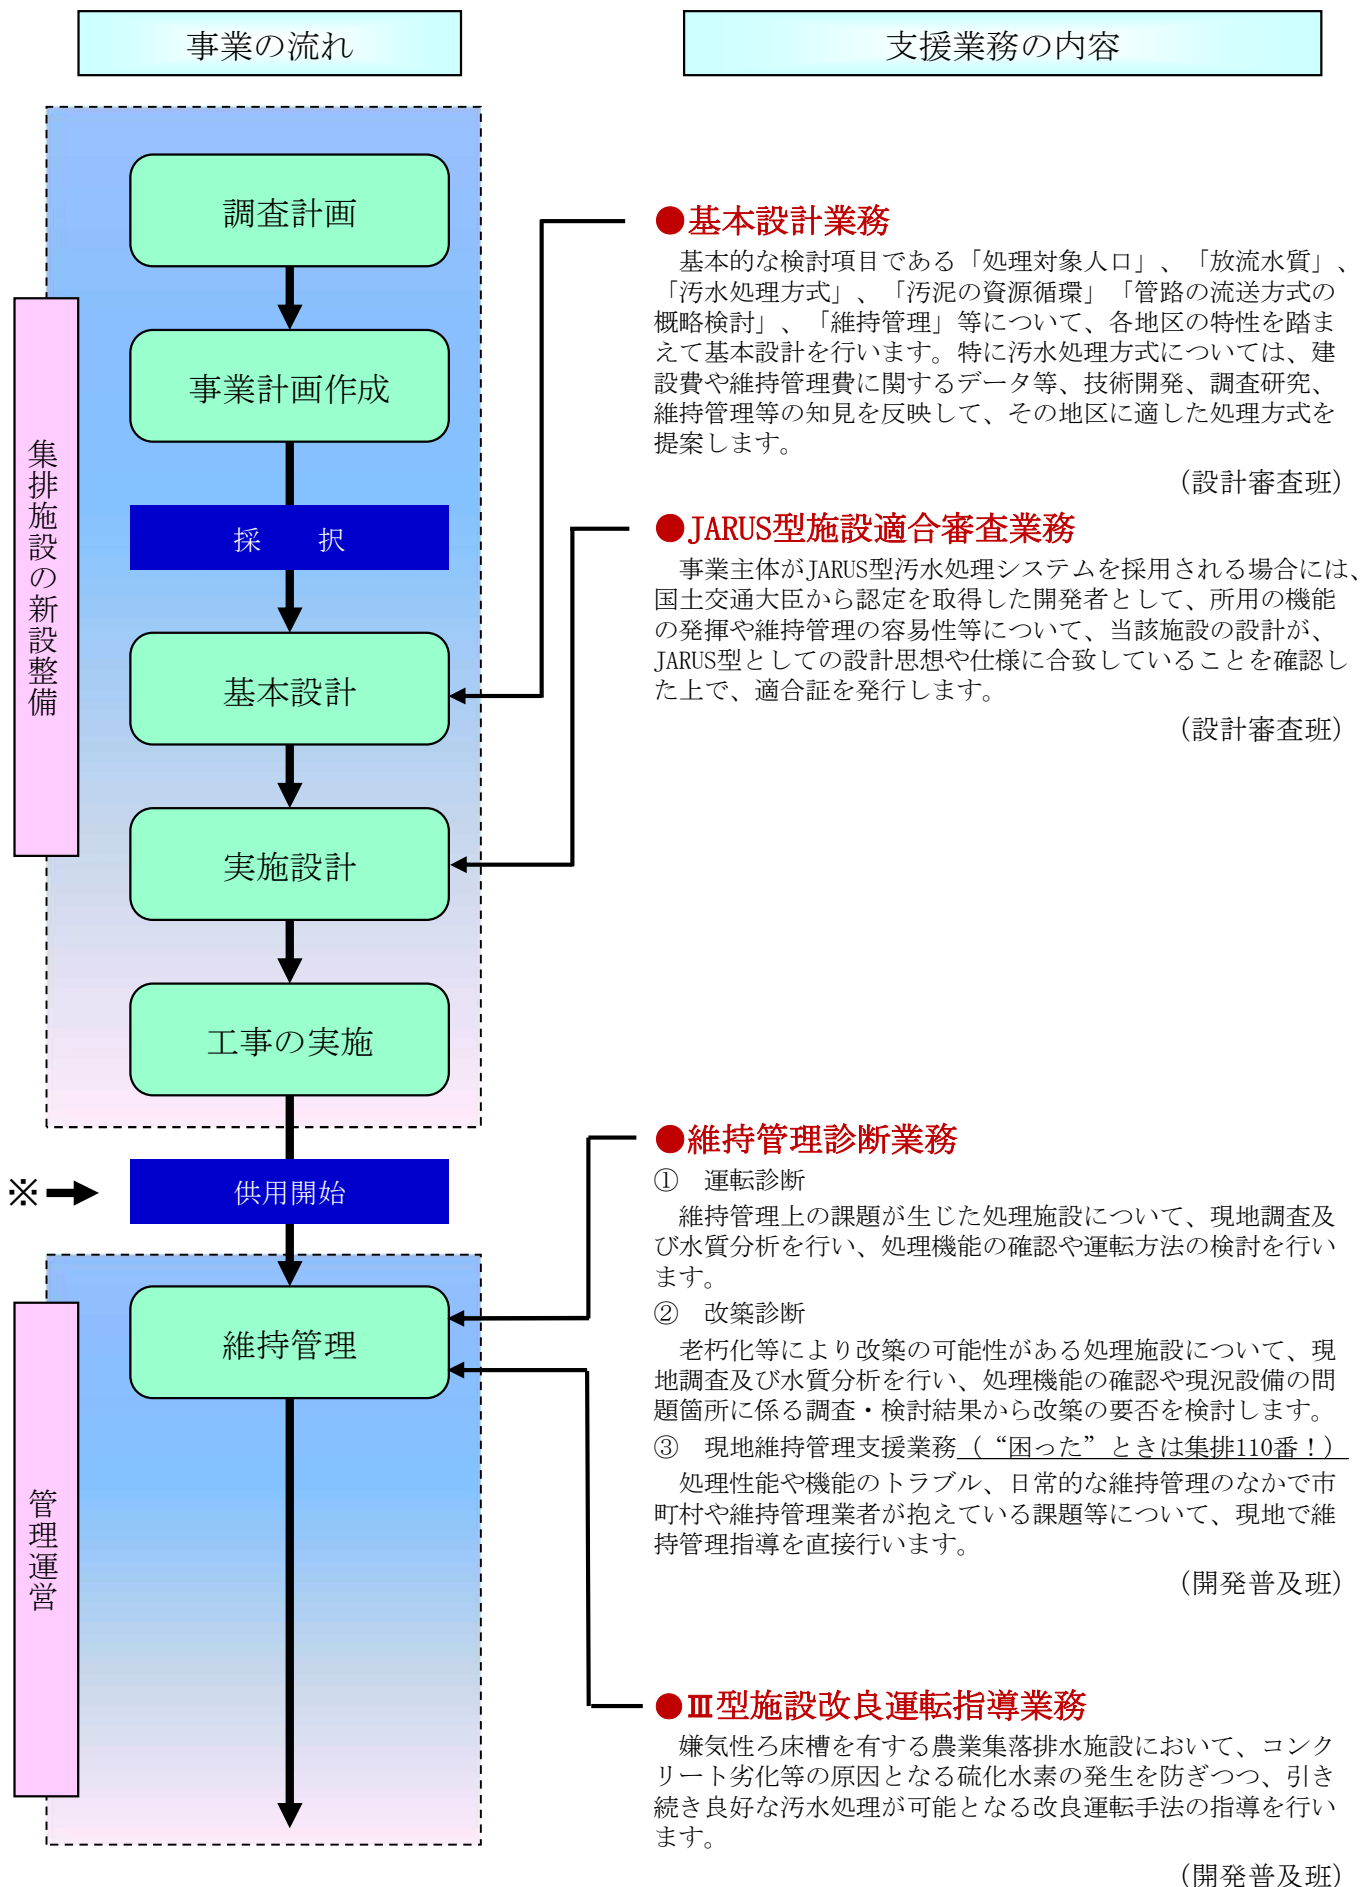 事業の流れ
支援業務の内容
集排施設の新設整備
調査計画
事業計画作成
採　択
基本設計
実施設計
工事の実施
※
供用開始
管理運営
維持管理
●基本設計業務
基本的な検討項目である「処理対象人口」、「放流水質」、
「汚水処理方式」、「汚泥の資源循環」「管路の流送方式の
概略検討」、「維持管理」等について、各地区の特性を踏ま
えて基本設計を行います。特に汚水処理方式については、建
設費や維持管理費に関するデータ等、技術開発、調査研究、
維持管理等の知見を反映して、その地区に適した処理方式を
提案します。
（設計審査班）
●JARUS型施設適合審査業務
事業主体がJARUS型汚水処理システムを採用される場合には、
国土交通大臣から認定を取得した開発者として、所用の機能
の発揮や維持管理の容易性等について、当該施設の設計が、
JARUS型としての設計思想や仕様に合致していることを確認し
た上で、適合証を発行します。
（設計審査班）
●維持管理診断業務
①　運転診断
維持管理上の課題が生じた処理施設について、現地調査及
び水質分析を行い、処理機能の確認や運転方法の検討を行い
ます。
②　改築診断
老朽化等により改築の可能性がある処理施設について、現
地調査及び水質分析を行い、処理機能の確認や現況設備の問
題箇所に係る調査・検討結果から改築の要否を検討します。
③　現地維持管理支援業務（“困った”ときは集排110番！）
処理性能や機能のトラブル、日常的な維持管理のなかで市
町村や維持管理業者が抱えている課題等について、現地で維
持管理指導を直接行います。
（開発普及班）
●Ⅲ型施設改良運転指導業務
嫌気性ろ床槽を有する農業集落排水施設において、コンク
リート劣化等の原因となる硫化水素の発生を防ぎつつ、引き
続き良好な汚水処理が可能となる改良運転手法の指導を行い
ます。
（開発普及班）